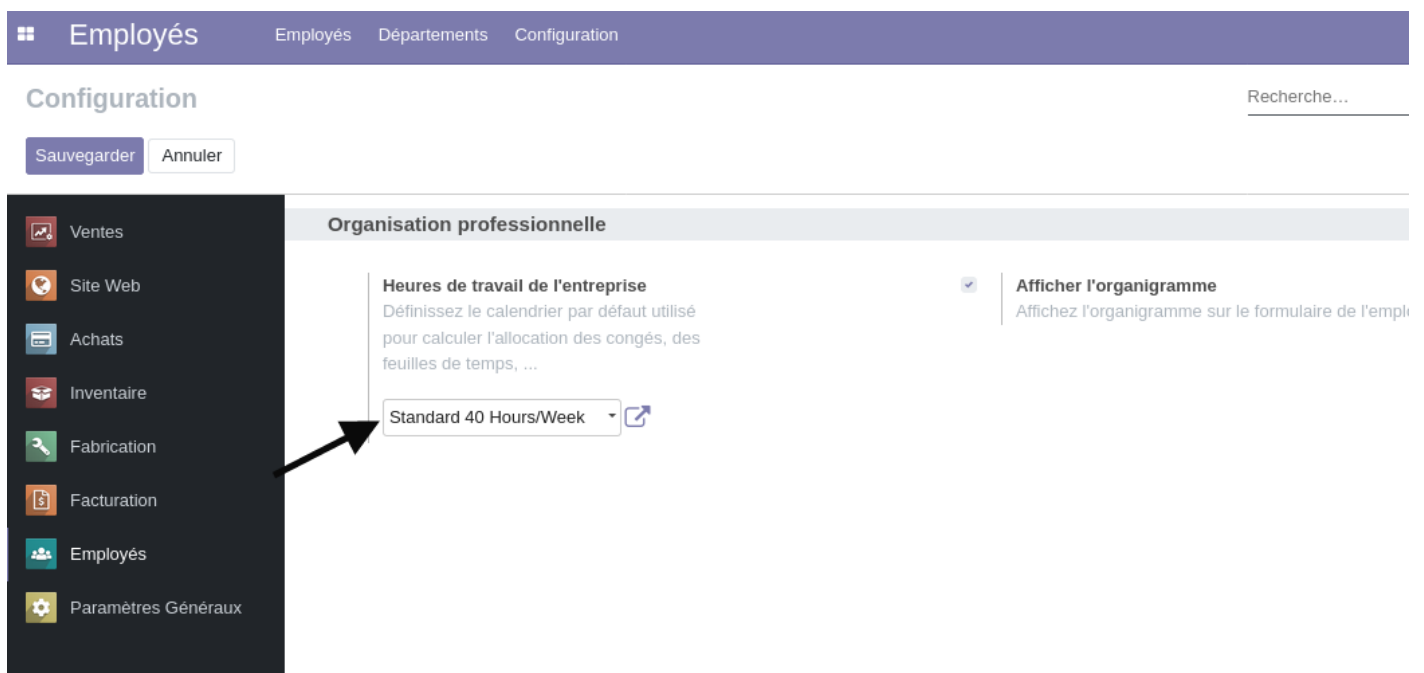 Employés Employés Départements Configuration
Configuration
Recherche...
Sauvegarder Annuler
Ventes
Site Web
Achats
Inventaire
Fabrication
Facturation
Employés
Paramètres Généraux
Organisation professionnelle
Heures de travail de l'entreprise
Définissez le calendrier par défaut utilisé
pour calculer l'allocation des congés, des
feuilles de temps, ...
Standard 40 Hours/Week
Afficher l'organigramme
Affichez l'organigramme sur le formulaire de